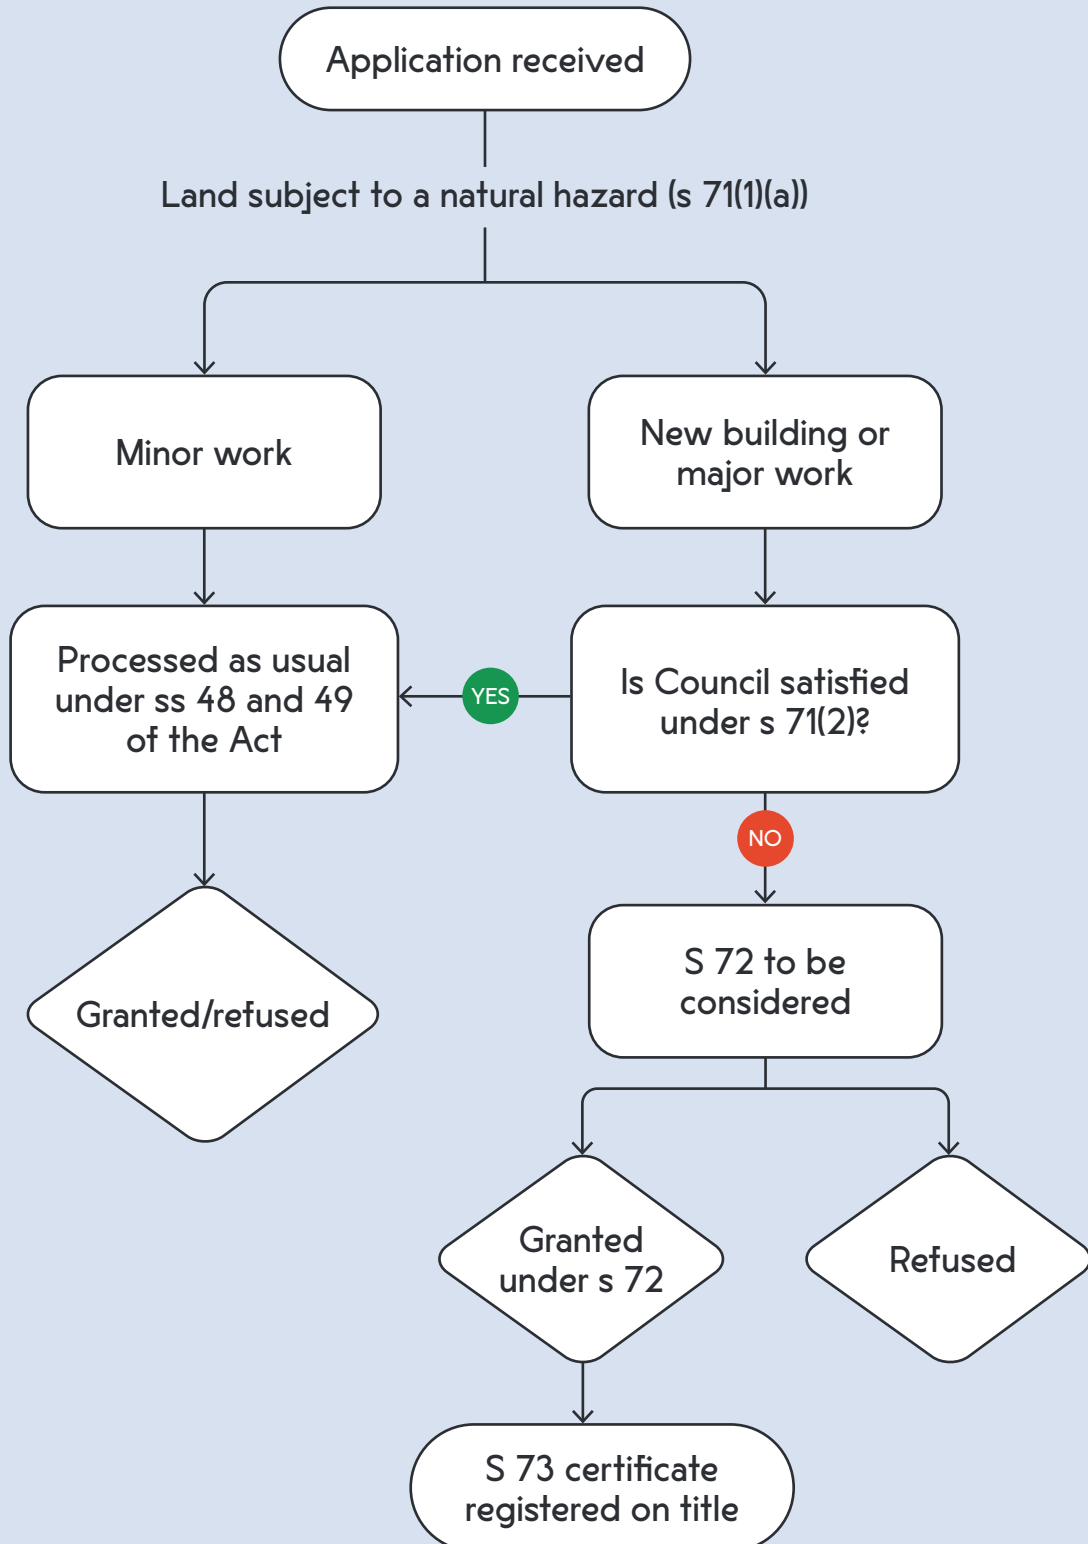 Application received
Land subject to a natural hazard (s 71(1)(a))
Minor work
New building or
major work
Processed as usual
under ss 48 and 49
of the Act
YES
Is Council satisfied
under s 71(2)?
NO
Granted/refused
S 72 to be
considered
Granted
under s 72
Refused
S 73 certificate
registered on title